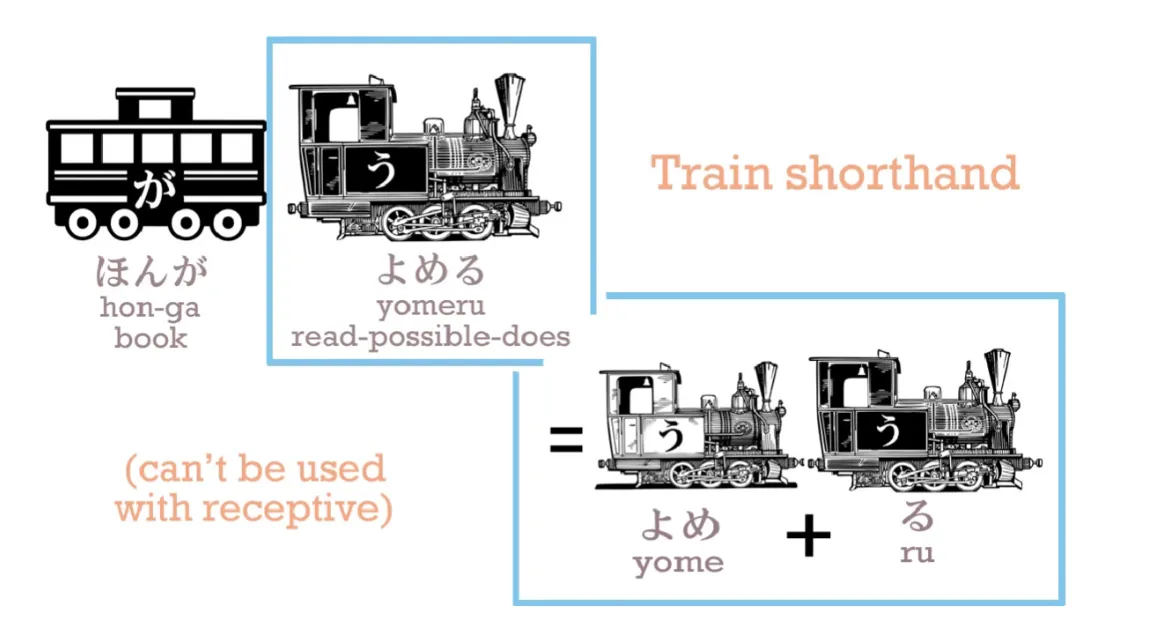 が
う
Train shorthand
ほんが
hon-ga
book
よめる
yomeru
read-possible-does
(can't be used
with receptive)
=
う
う
よめ
yome
+
る
ru